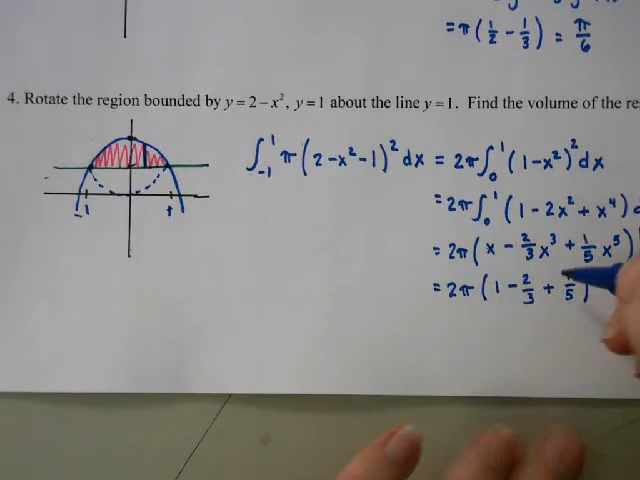 = π(1/2 - 1/3) = π/6
4. Rotate the region bounded by y = 2 − x², y = 1 about the line y = 1. Find the volume of the
∫₋₁¹ π(2-x²-1)² dx = 2π∫₀¹(1-x²)² dx
= 2π∫₀¹(1-2x²+x⁴)
= 2π(x - 2/3 x³ + 1/5 x⁵)
= 2π(1 - 2/3 + 1/5)
-1 1